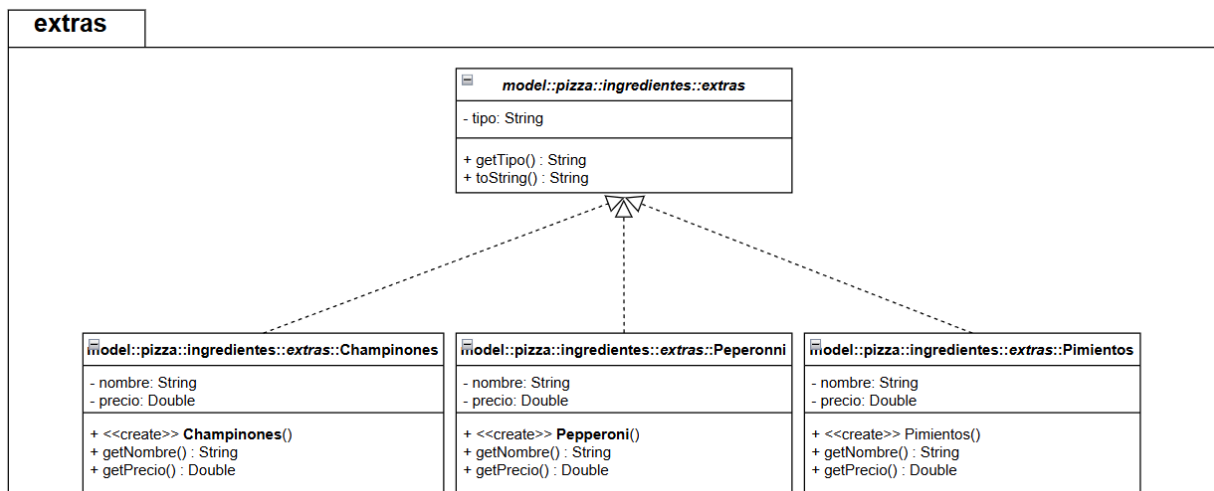 extras
model::pizza::ingredientes::extras
- tipo: String
+ getTipo() : String
+ toString() : String
model::pizza::ingredientes::extras::Champinones
- nombre: String
- precio: Double
+ <<create>> Champinones()
+ getNombre() : String
+ getPrecio() : Double
model::pizza::ingredientes::extras::Peperonni
- nombre: String
- precio: Double
+ <<create>> Pepperoni()
+ getNombre() : String
+ getPrecio() : Double
model::pizza::ingredientes::extras::Pimientos
- nombre: String
- precio: Double
+ <<create>> Pimientos()
+ getNombre() : String
+ getPrecio() : Double